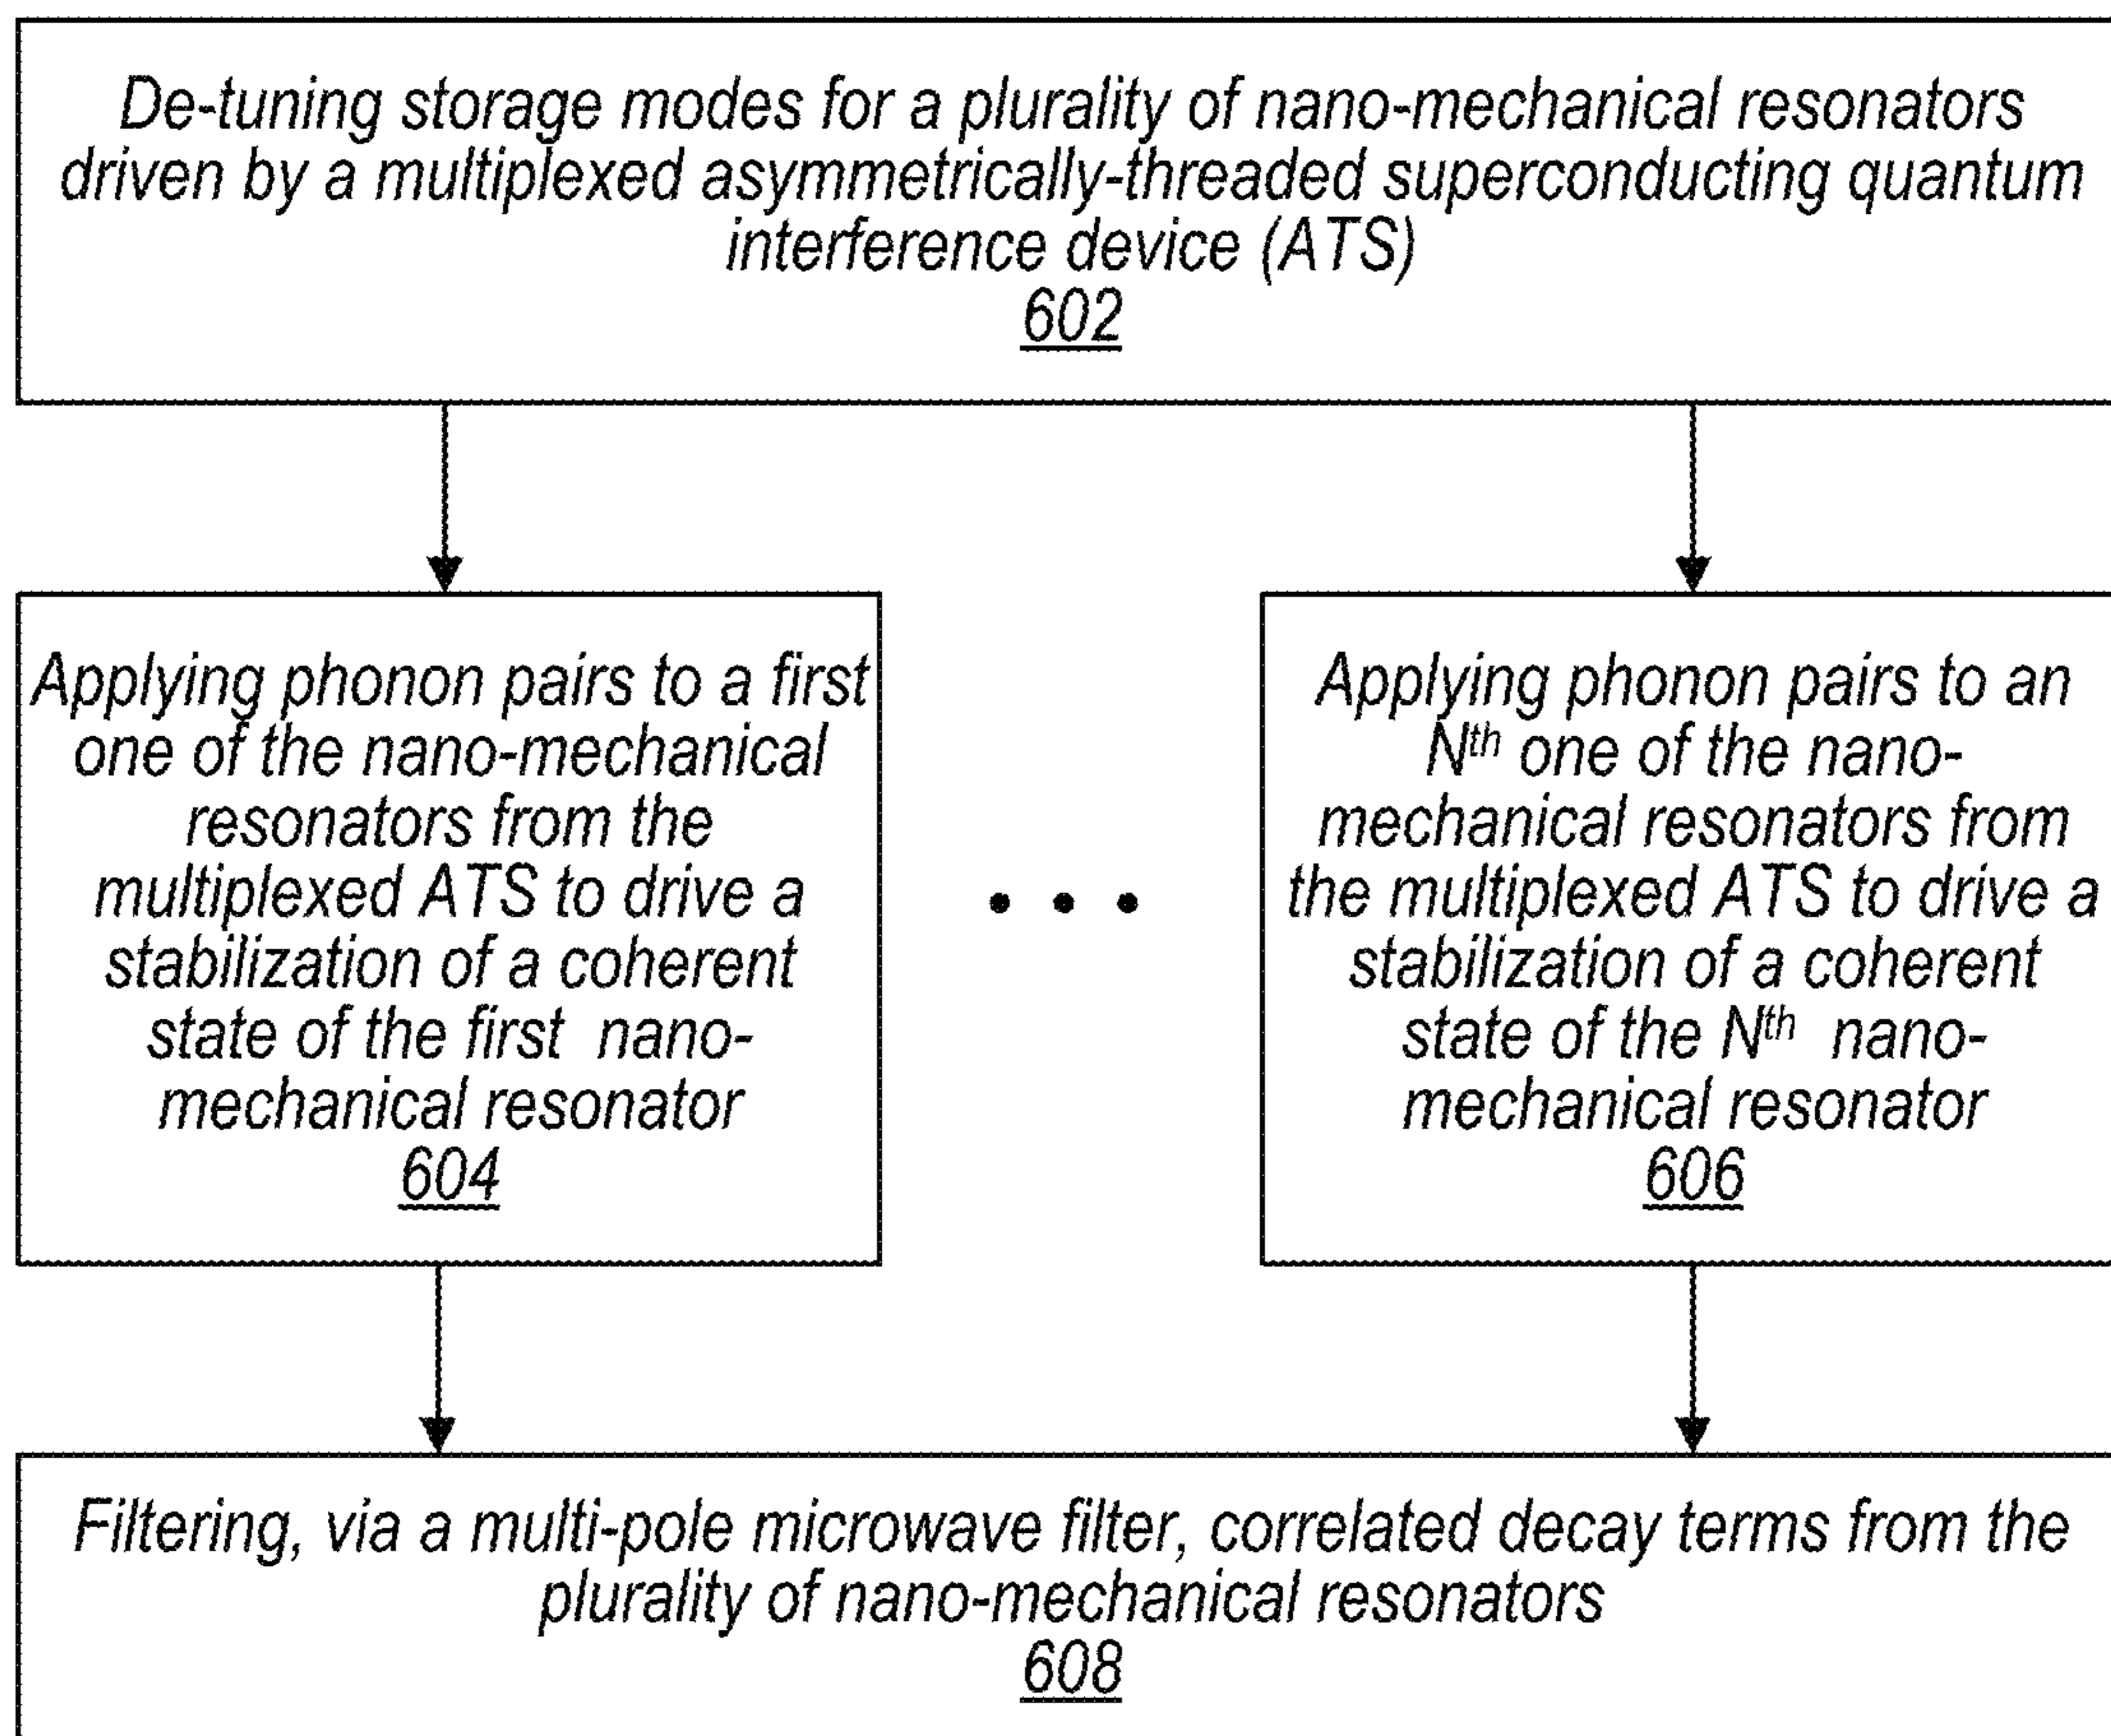 De-tuning storage modes for a plurality of nano-mechanical resonators
driven by a multiplexed asymmetrically-threaded superconducting quantum
interference device (ATS)
602
Applying phonon pairs to a first
one of the nano-mechanical
resonators from the
multiplexed ATS to drive a
stabilization of a coherent
state of the first nano-
mechanical resonator
604
Applying phonon pairs to an
Nth one of the nano-
mechanical resonators from
the multiplexed ATS to drive a
stabilization of a coherent
state of the Nth nano-
mechanical resonator
606
Filtering, via a multi-pole microwave filter, correlated decay terms from the
plurality of nano-mechanical resonators
608